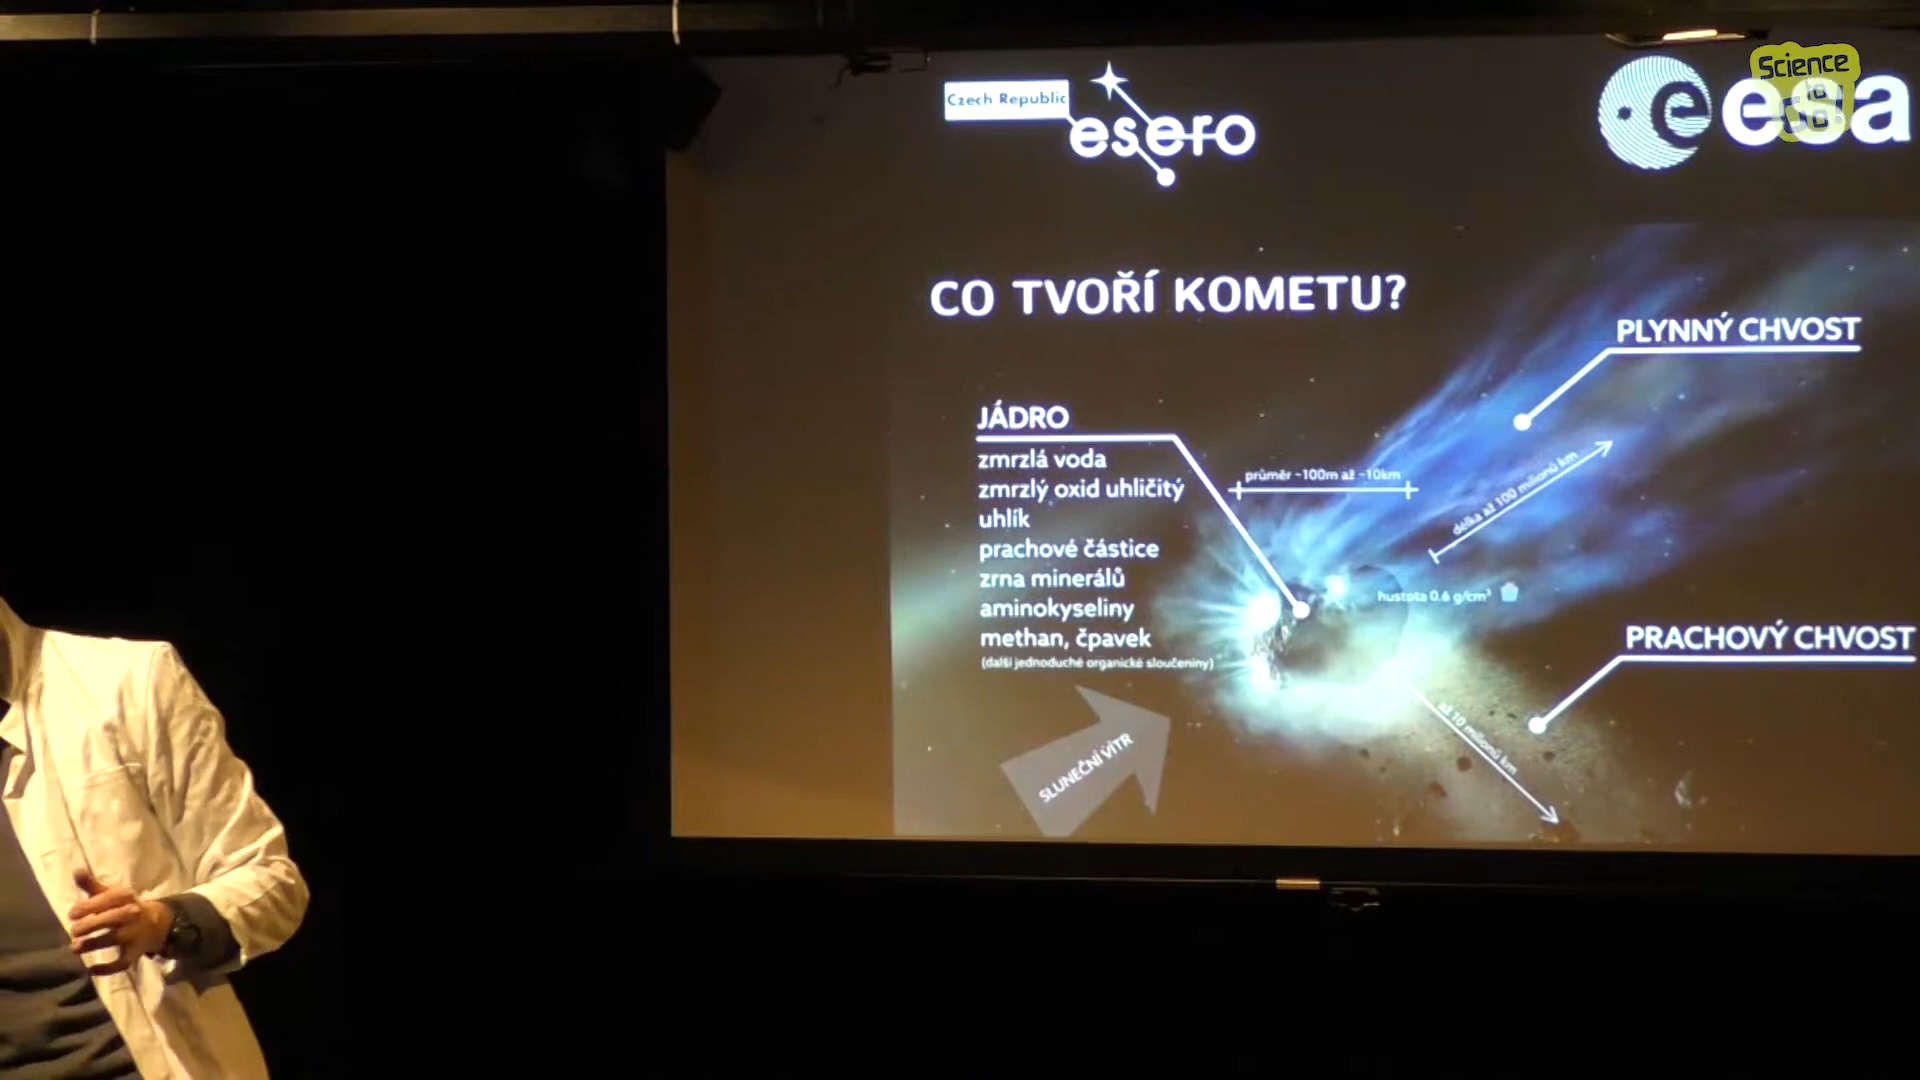 Czech Republic
esero
esa
Science
to
Go!
CO TVOŘÍ KOMETU?
PLYNNÝ CHVOST
JÁDRO
zmrzlá voda
zmrzlý oxid uhličitý
uhlík
prachové částice
zrna minerálů
aminokyseliny
methan, čpavek
(další jednoduché organické sloučeniny)
průměr ~100m až ~10km
délka až 100 milionů km
hustota 0.6 g/cm³
PRACHOVÝ CHVOST
až 10 milionů km
SLUNEČNÍ VÍTR